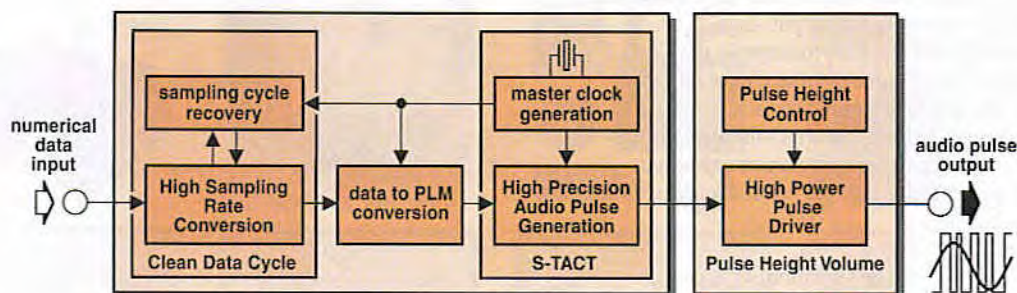 numerical
data
input
sampling cycle
recovery
High Sampling
Rate
Conversion
Clean Data Cycle
data to PLM
conversion
master clock
generation
High Precision
Audio Pulse
Generation
S-TACT
Pulse Height
Control
High Power
Pulse
Driver
Pulse Height Volume
audio pulse
output